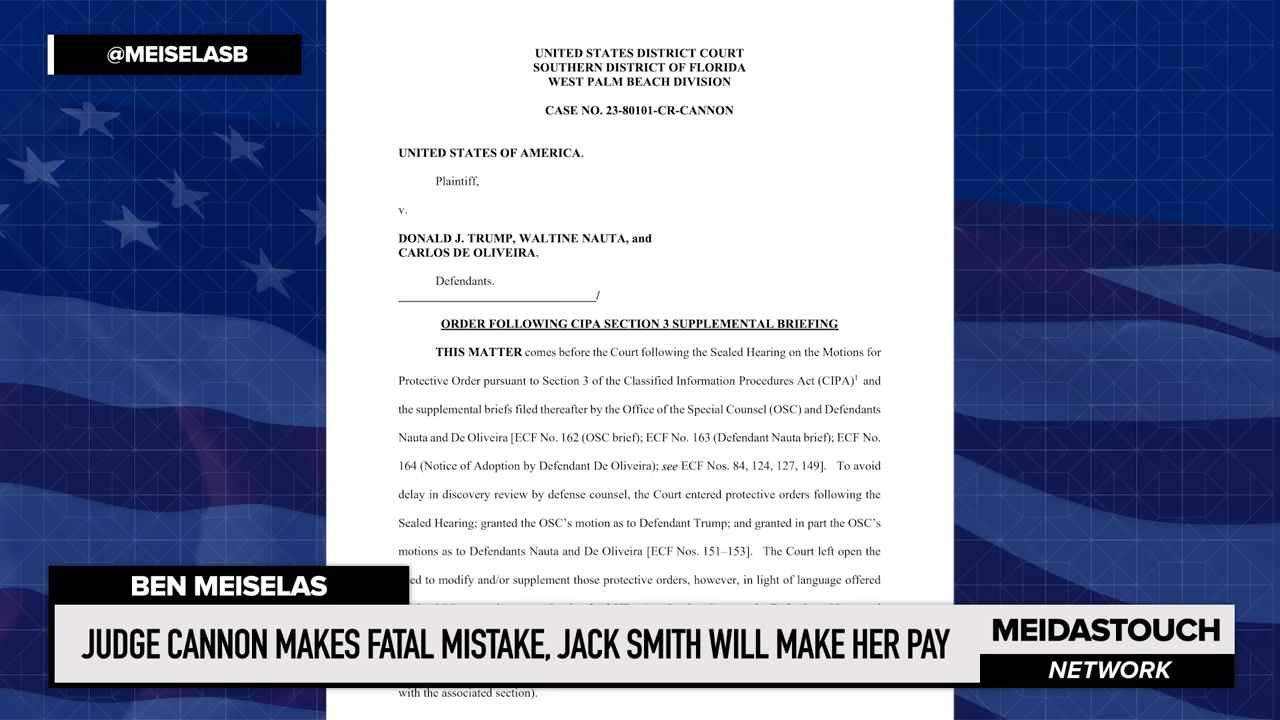 @MEISELASB
UNITED STATES DISTRICT COURT
SOUTHERN DISTRICT OF FLORIDA
WEST PALM BEACH DIVISION
CASE NO. 23-80101-CR-CANNON
UNITED STATES OF AMERICA,
Plaintiff,
v.
DONALD J. TRUMP, WALTINE NAUTA, and
CARLOS DE OLIVEIRA,
Defendants.
/
ORDER FOLLOWING CIPA SECTION 3 SUPPLEMENTAL BRIEFING
THIS MATTER comes before the Court following the Sealed Hearing on the Motions for
Protective Order pursuant to Section 3 of the Classified Information Procedures Act (CIPA)¹ and
the supplemental briefs filed thereafter by the Office of the Special Counsel (OSC) and Defendants
Nauta and De Oliveira [ECF No. 162 (OSC brief); ECF No. 163 (Defendant Nauta brief); ECF No.
164 (Notice of Adoption by Defendant De Oliveira); see ECF Nos. 84, 124, 127, 149]. To avoid
delay in discovery review by defense counsel, the Court entered protective orders following the
Sealed Hearing; granted the OSC's motion as to Defendant Trump; and granted in part the OSC's
motions as to Defendants Nauta and De Oliveira [ECF Nos. 151–153]. The Court left open the
to modify and/or supplement those protective orders, however, in light of language offered
BEN MEISELAS
JUDGE CANNON MAKES FATAL MISTAKE, JACK SMITH WILL MAKE HER PAY
MEIDASTOUCH
NETWORK
with the associated section).